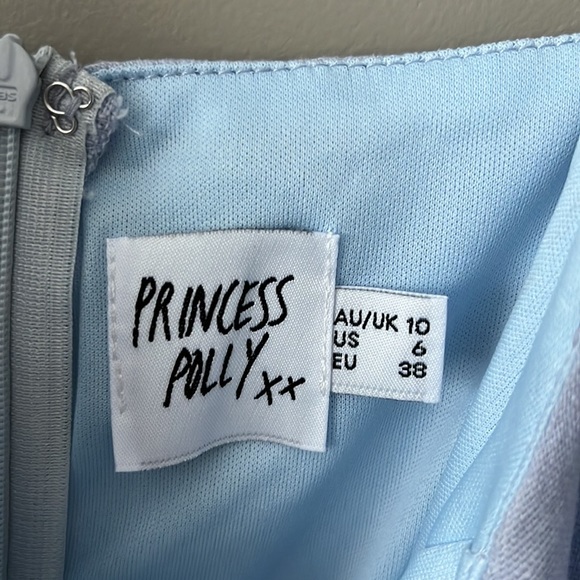 PRINCESS
POLLY xx
AU/UK 10
US 6
EU 38